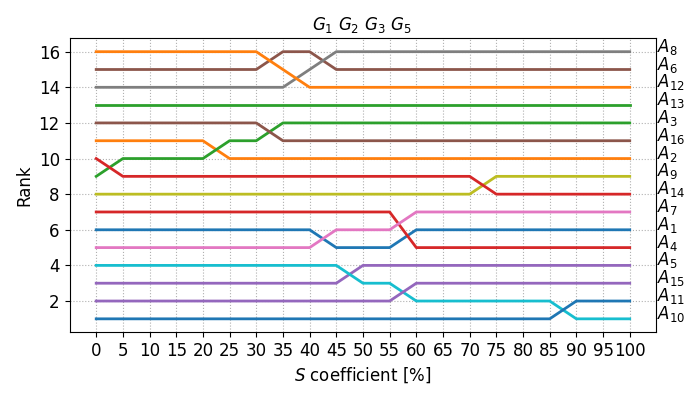 G₁ G₂ G₃ G₅
16
14
12
10
8
6
4
2
Rank
A₈
A₆
A₁₂
A₁₃
A₃
A₁₆
A₂
A₉
A₁₄
A₇
A₁
A₄
A₅
A₁₅
A₁₁
A₁₀
0 5 10 15 20 25 30 35 40 45 50 55 60 65 70 75 80 85 90 95 100
S coefficient [%]